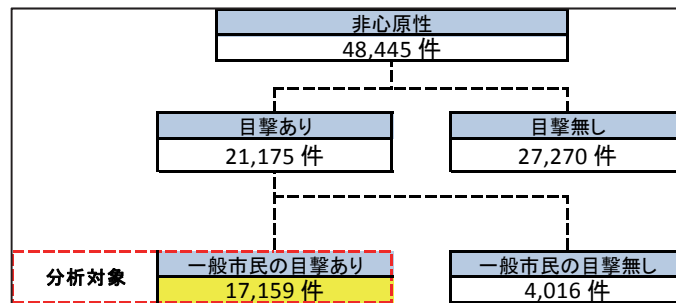 非心原性
48,445 件
目撃あり
21,175 件
目撃無し
27,270 件
分析対象
一般市民の目撃あり
17,159 件
一般市民の目撃無し
4,016 件